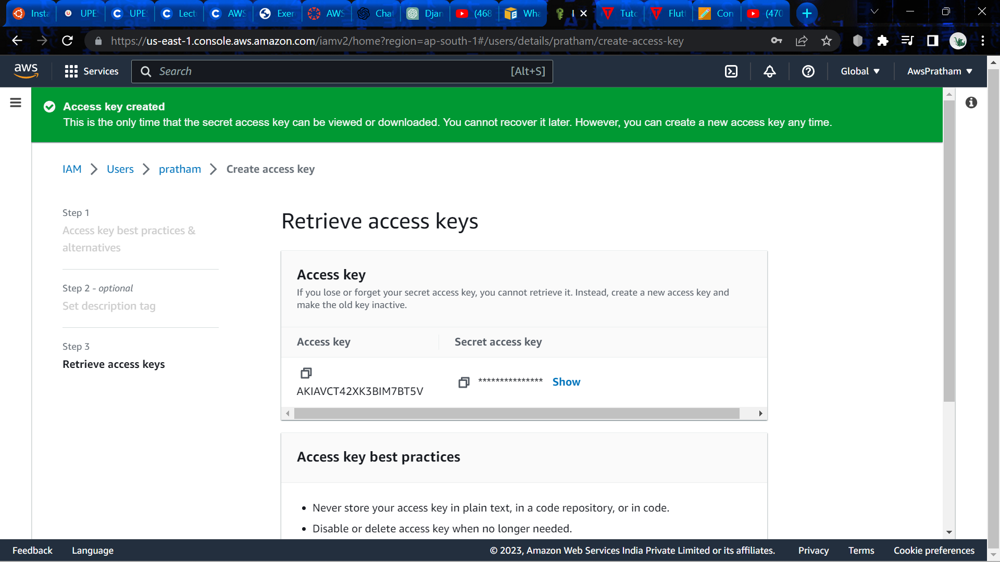 Insta
UPES
UPE
Lect
AWS
Exer
AWS
Chat
Djan
(468
Wha
I
Tuto
Flutt
Con
(470
https://us-east-1.console.aws.amazon.com/iamv2/home?region=ap-south-1#/users/details/pratham/create-access-key
aws
Services
Search
[Alt+S]
Global
AwsPratham
Access key created
This is the only time that the secret access key can be viewed or downloaded. You cannot recover it later. However, you can create a new access key any time.
IAM > Users > pratham > Create access key
Step 1
Access key best practices &
alternatives
Step 2 - optional
Set description tag
Step 3
Retrieve access keys
Retrieve access keys
Access key
If you lose or forget your secret access key, you cannot retrieve it. Instead, create a new access key and
make the old key inactive.
Access key
Secret access key
AKIAVCT42XK3BIM7BT5V
*************** Show
Access key best practices
• Never store your access key in plain text, in a code repository, or in code.
• Disable or delete access key when no longer needed.
Feedback
Language
© 2023, Amazon Web Services India Private Limited or its affiliates.
Privacy
Terms
Cookie preferences